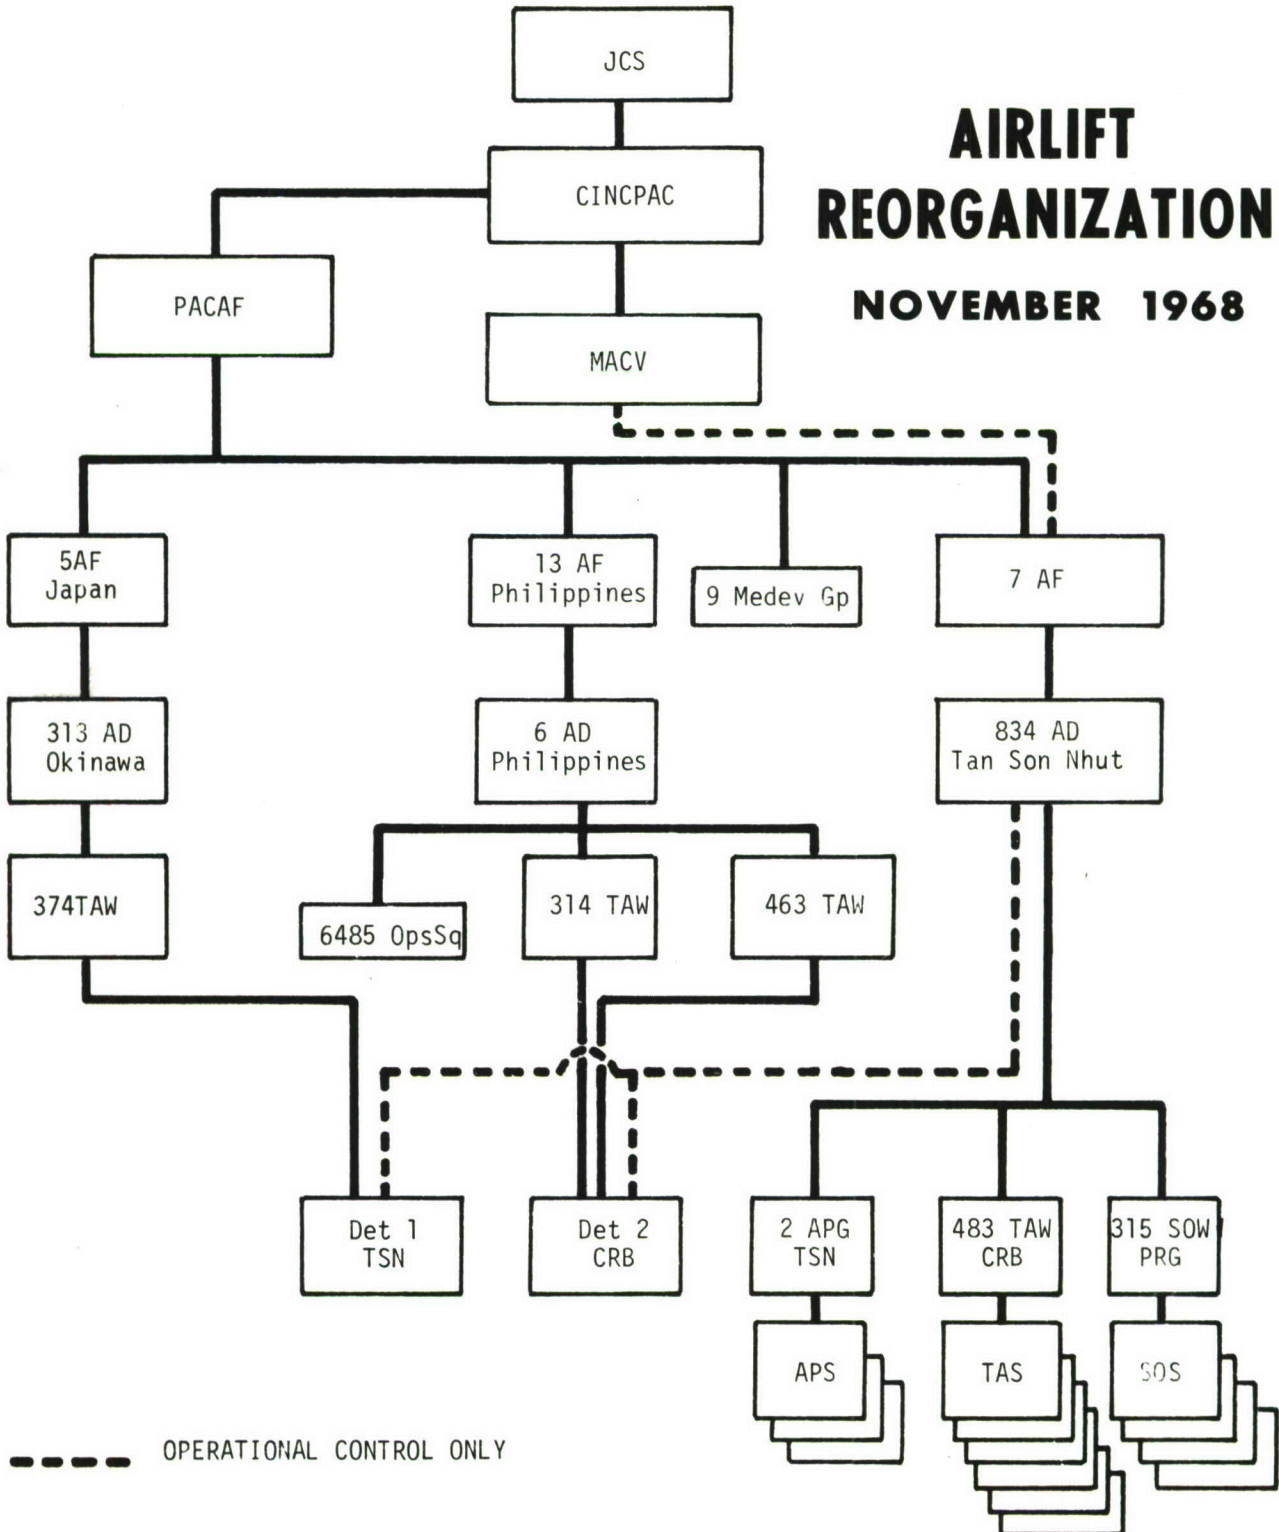 JCS
AIRLIFT
REORGANIZATION
NOVEMBER 1968
CINCPAC
PACAF
MACV
5AF
Japan
13 AF
Philippines
9 Medev Gp
7 AF
313 AD
Okinawa
6 AD
Philippines
834 AD
Tan Son Nhut
374TAW
6485 OpsSq
314 TAW
463 TAW
Det 1
TSN
Det 2
CRB
2 APG
TSN
483 TAW
CRB
315 SOW
PRG
APS
TAS
SOS
OPERATIONAL CONTROL ONLY